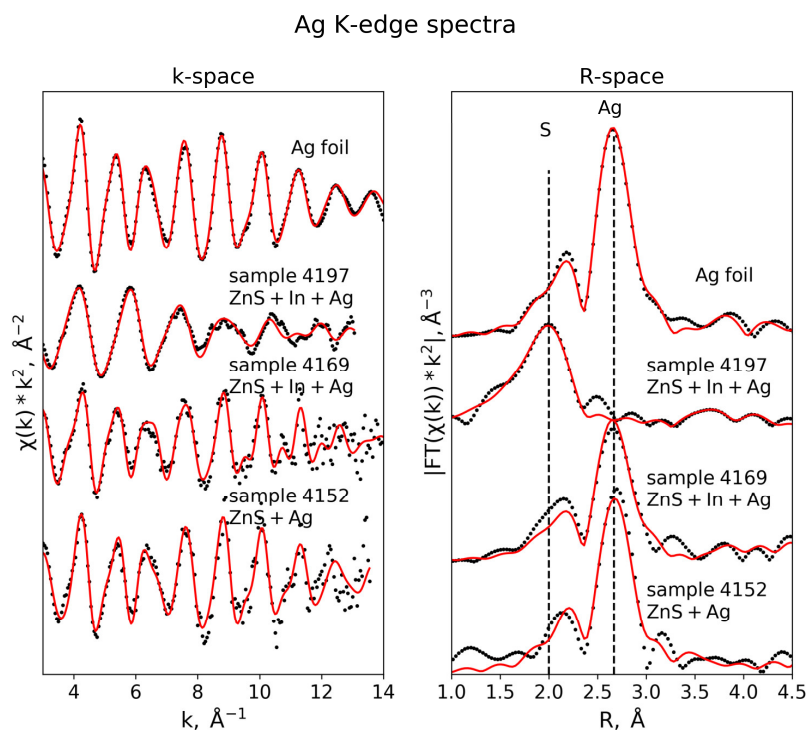 Ag K-edge spectra
k-space
χ(k) * k², Å⁻²
Ag foil
sample 4197
ZnS + In + Ag
sample 4169
ZnS + In + Ag
sample 4152
ZnS + Ag
4 6 8 10 12 14
k, Å⁻¹
R-space
|FT(χ(k)) * k²|, Å⁻³
S
Ag
Ag foil
sample 4197
ZnS + In + Ag
sample 4169
ZnS + In + Ag
sample 4152
ZnS + Ag
1.0 1.5 2.0 2.5 3.0 3.5 4.0 4.5
R, Å